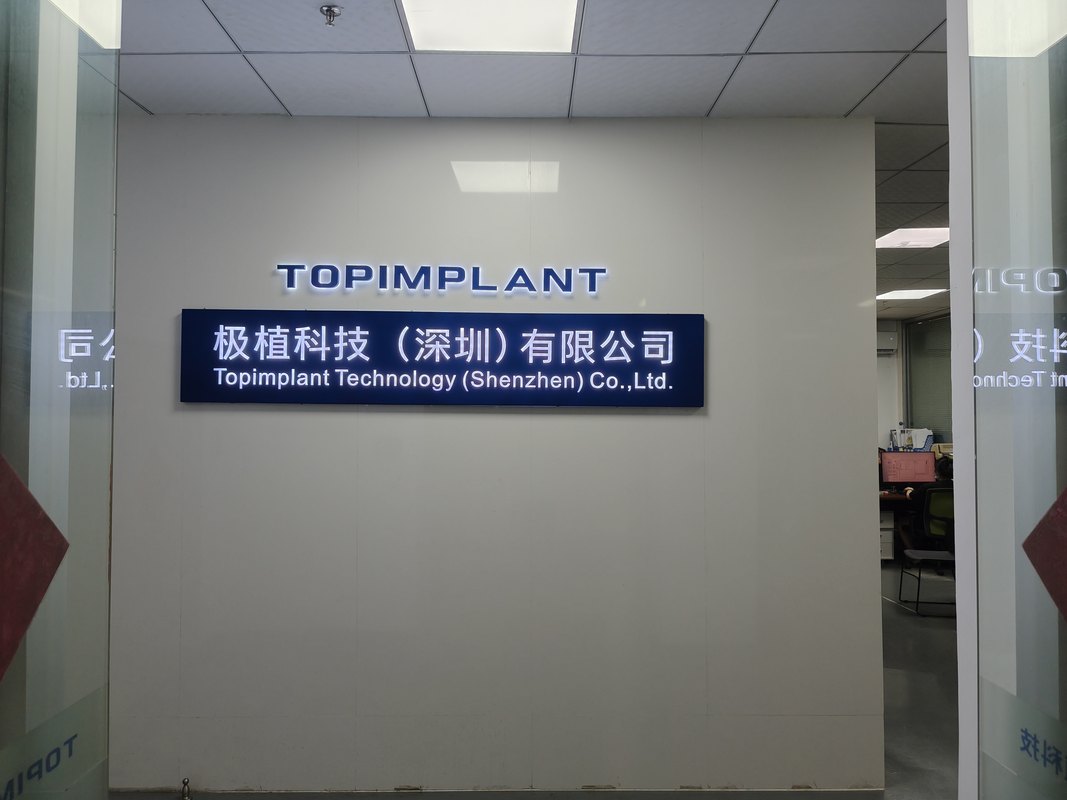 TOPIMPLANT
极植科技（深圳）有限公司
Topimplant Technology (Shenzhen) Co.,Ltd.